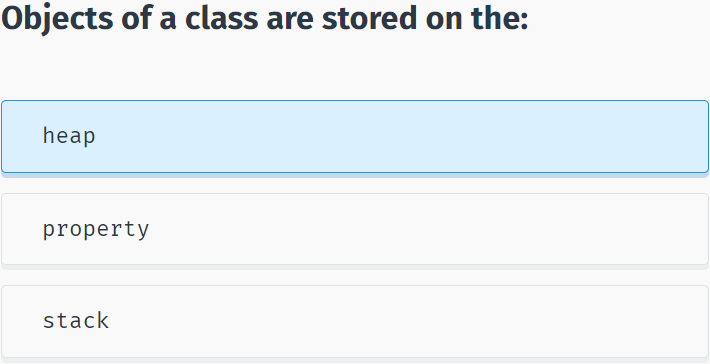 Objects of a class are stored on the:
heap
property
stack